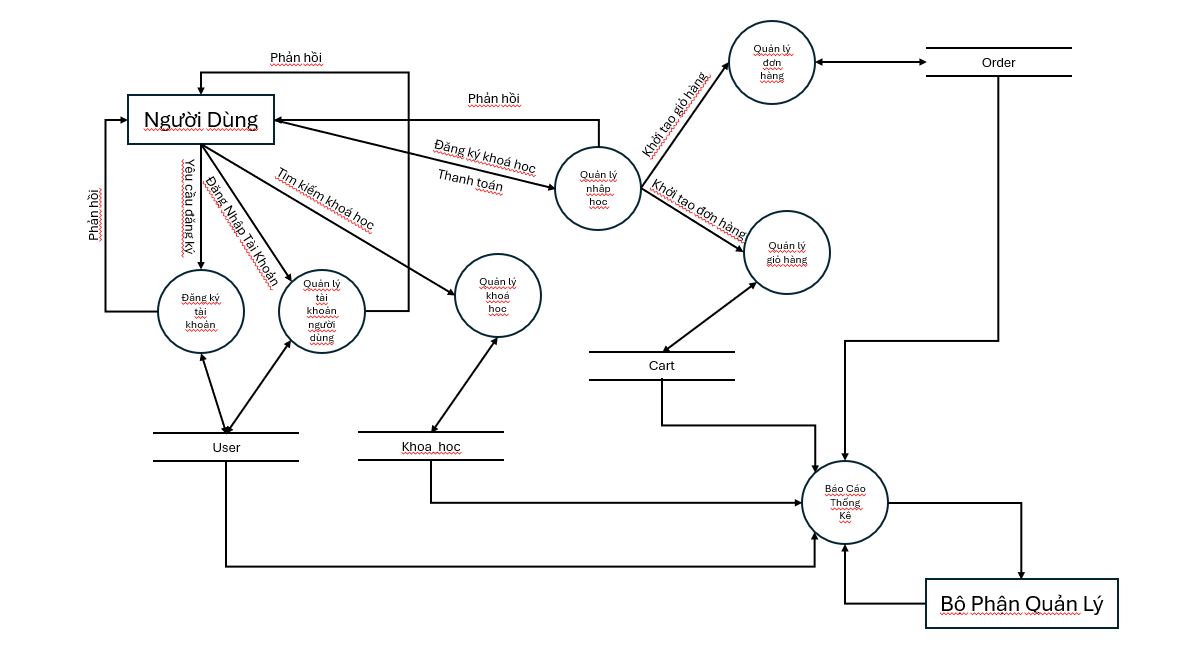 Phản hồi
Quản lý
đơn
hàng
Order
Người Dùng
Phản hồi
Khởi tạo giỏ hàng
Đăng ký khoá học
Thanh toán
Quản lý
nhập
học
Khởi tạo đơn hàng
Phản hồi
Yêu cầu đăng ký
Đăng Nhập Tài Khoản
Tìm kiếm khoá học
Quản lý
giỏ hàng
Đăng ký
tài
khoản
Quản lý
tài
khoản
người
dùng
Quản lý
khoá
học
Cart
User
Khoa_hoc
Báo Cáo
Thống
Kê
Bộ Phận Quản Lý